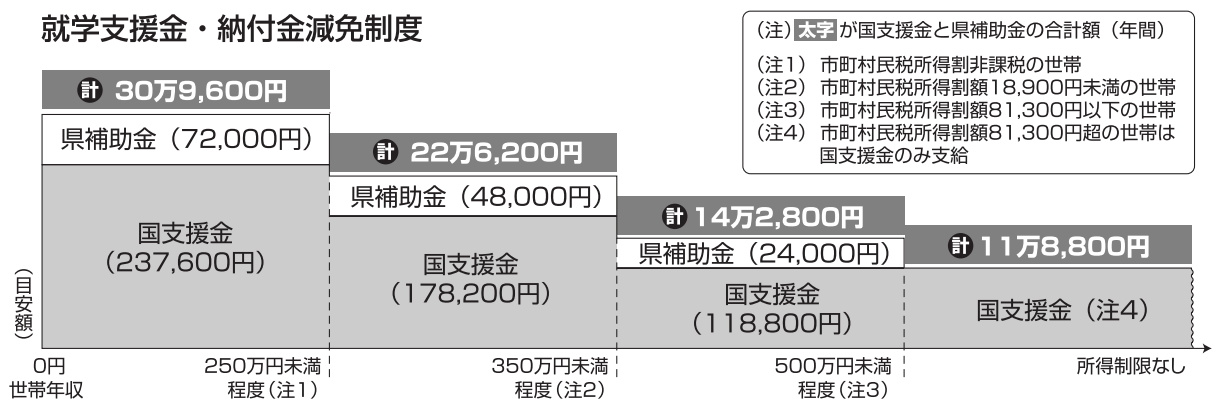 就学支援金・納付金減免制度
(注)太字が国支援金と県補助金の合計額（年間）
(注1) 市町村民税所得割非課税の世帯
(注2) 市町村民税所得割額18,900円未満の世帯
(注3) 市町村民税所得割額81,300円以下の世帯
(注4) 市町村民税所得割額81,300円超の世帯は
国支援金のみ支給
計 30万9,600円
県補助金（72,000円）
国支援金
（237,600円）
計 22万6,200円
県補助金（48,000円）
国支援金
（178,200円）
計 14万2,800円
県補助金（24,000円）
国支援金
（118,800円）
計 11万8,800円
国支援金（注4）
（目安額）
0円
世帯年収
250万円未満
程度（注1）
350万円未満
程度（注2）
500万円未満
程度（注3）
所得制限なし